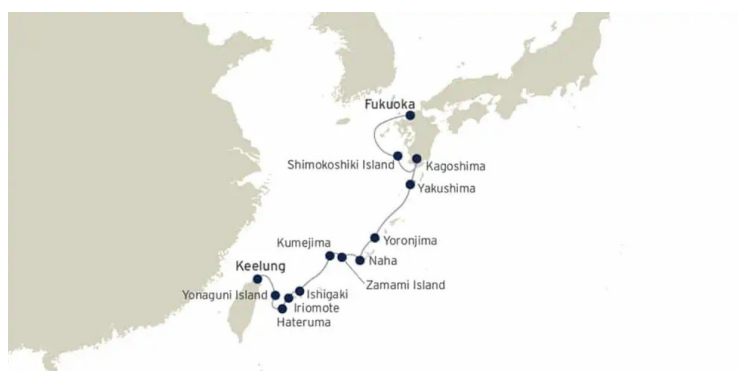 Fukuoka
Shimokoshiki Island
Kagoshima
Yakushima
Yoronjima
Kumejima
Naha
Zamami Island
Keelung
Yonaguni Island
Ishigaki
Iriomote
Hateruma